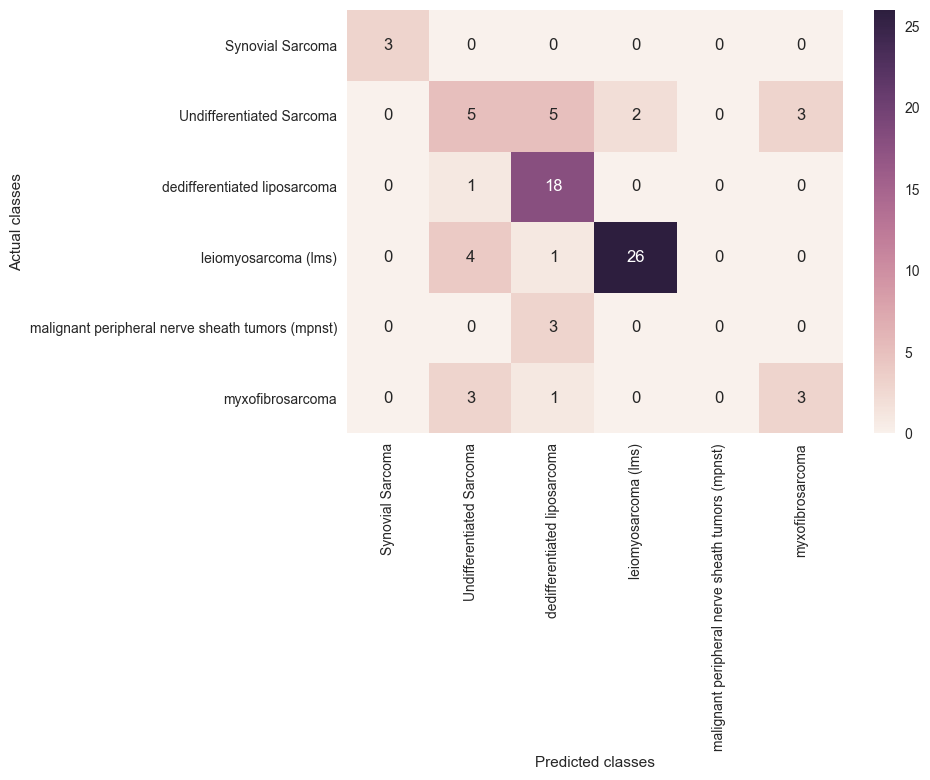 Synovial Sarcoma 3 0 0 0 0 0
Undifferentiated Sarcoma 0 5 5 2 0 3
dedifferentiated liposarcoma 0 1 18 0 0 0
leiomyosarcoma (lms) 0 4 1 26 0 0
malignant peripheral nerve sheath tumors (mpnst) 0 0 3 0 0 0
myxofibrosarcoma 0 3 1 0 0 3
Actual classes
Synovial Sarcoma
Undifferentiated Sarcoma
dedifferentiated liposarcoma
leiomyosarcoma (lms)
malignant peripheral nerve sheath tumors (mpnst)
myxofibrosarcoma
Predicted classes
25
20
15
10
5
0